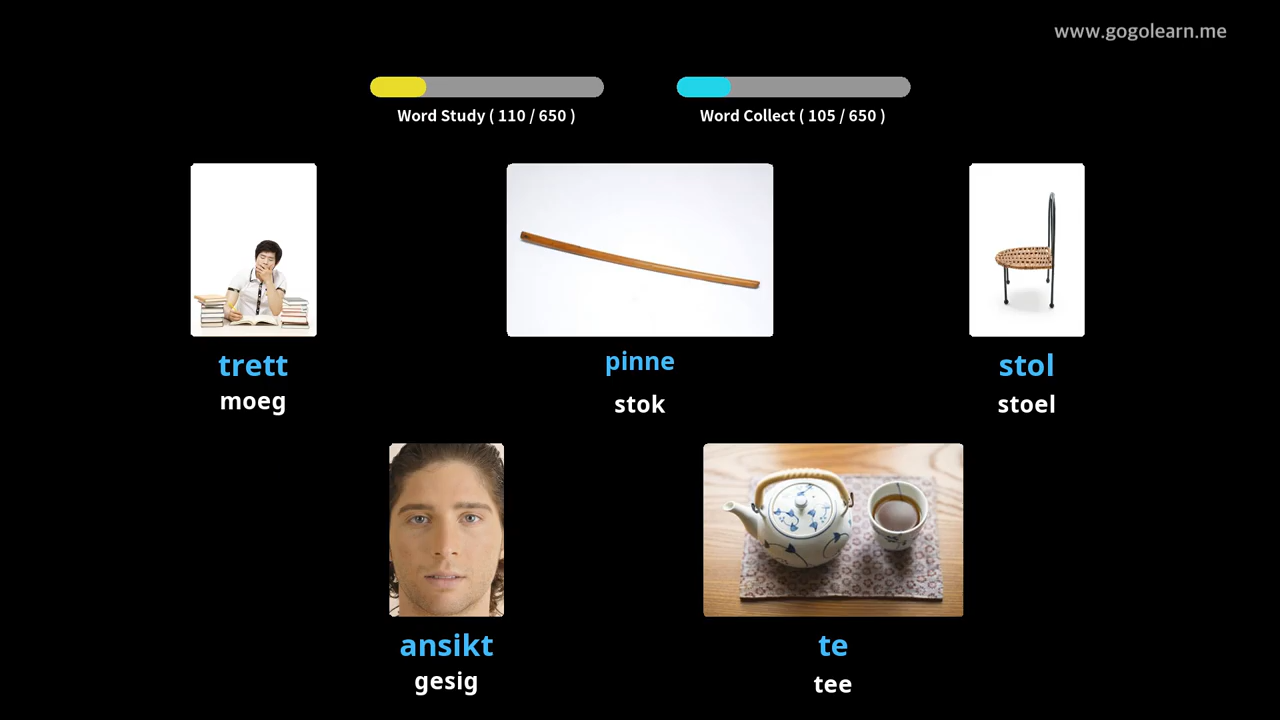 www.gogolearn.me
Word Study ( 110 / 650 )
Word Collect ( 105 / 650 )
trett
moeg
pinne
stok
stol
stoel
ansikt
gesig
te
tee